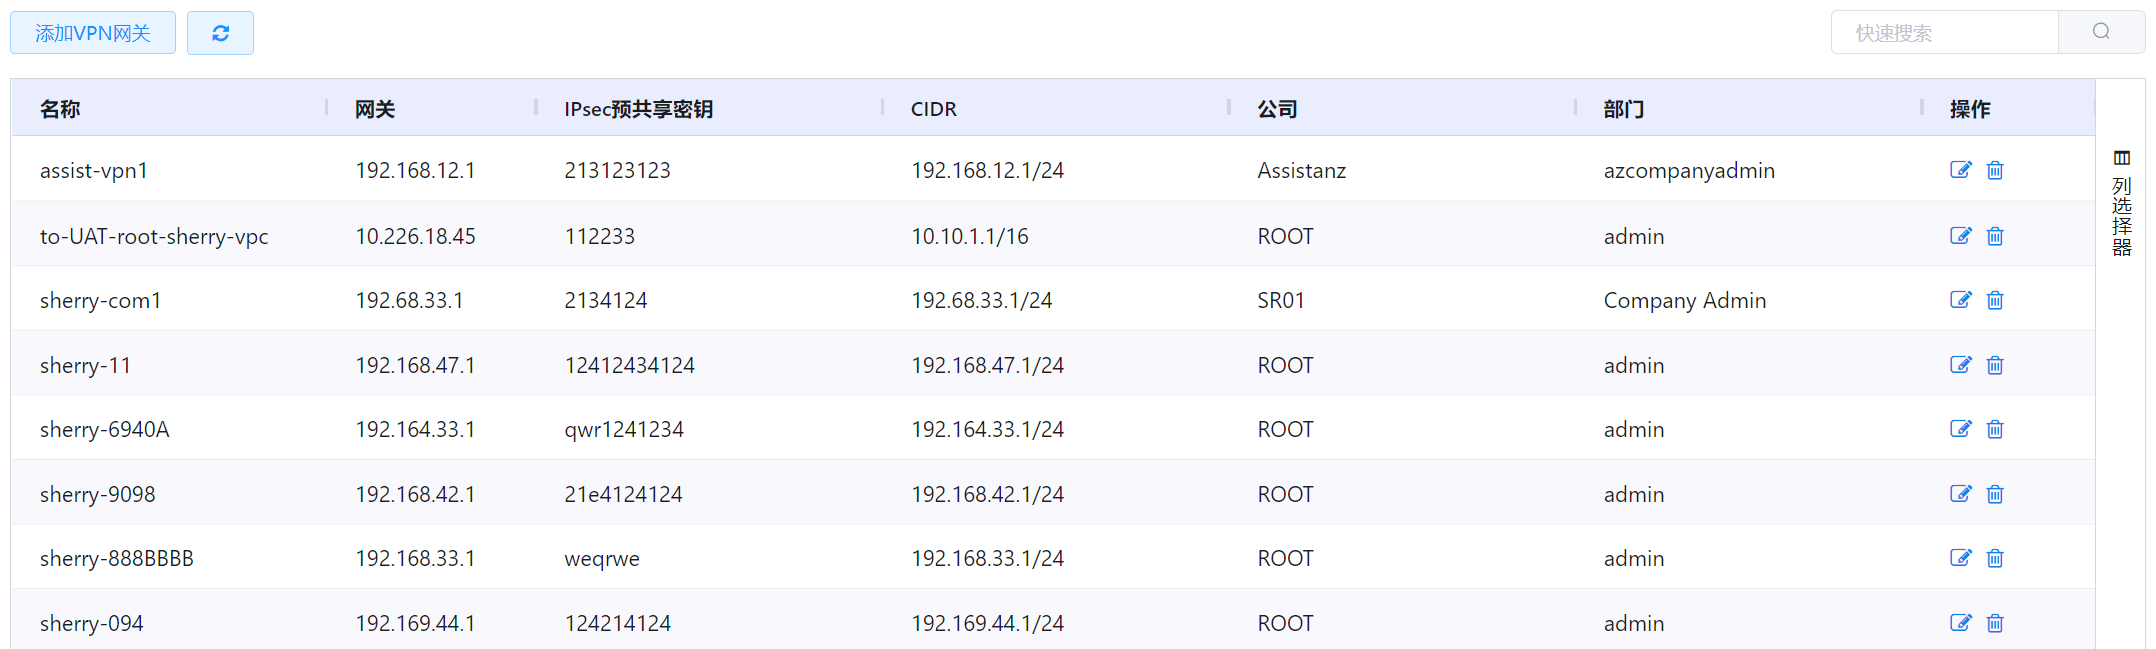 添加VPN网关 快速搜索
名称 网关 IPsec预共享密钥 CIDR 公司 部门 操作
assist-vpn1 192.168.12.1 213123123 192.168.12.1/24 Assistanz azcompanyadmin
列选择器
to-UAT-root-sherry-vpc 10.226.18.45 112233 10.10.1.1/16 ROOT admin
sherry-com1 192.68.33.1 2134124 192.68.33.1/24 SR01 Company Admin
sherry-11 192.168.47.1 12412434124 192.168.47.1/24 ROOT admin
sherry-6940A 192.164.33.1 qwr1241234 192.164.33.1/24 ROOT admin
sherry-9098 192.168.42.1 21e4124124 192.168.42.1/24 ROOT admin
sherry-888BBBB 192.168.33.1 weqrwe 192.168.33.1/24 ROOT admin
sherry-094 192.169.44.1 124214124 192.169.44.1/24 ROOT admin